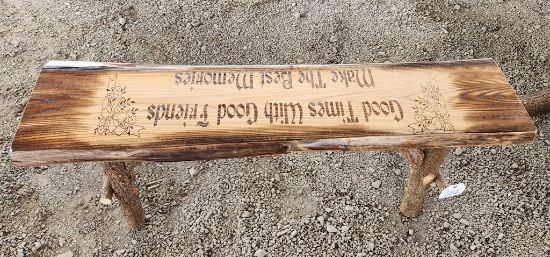 Good Times With Good Friends
Make The Best Memories